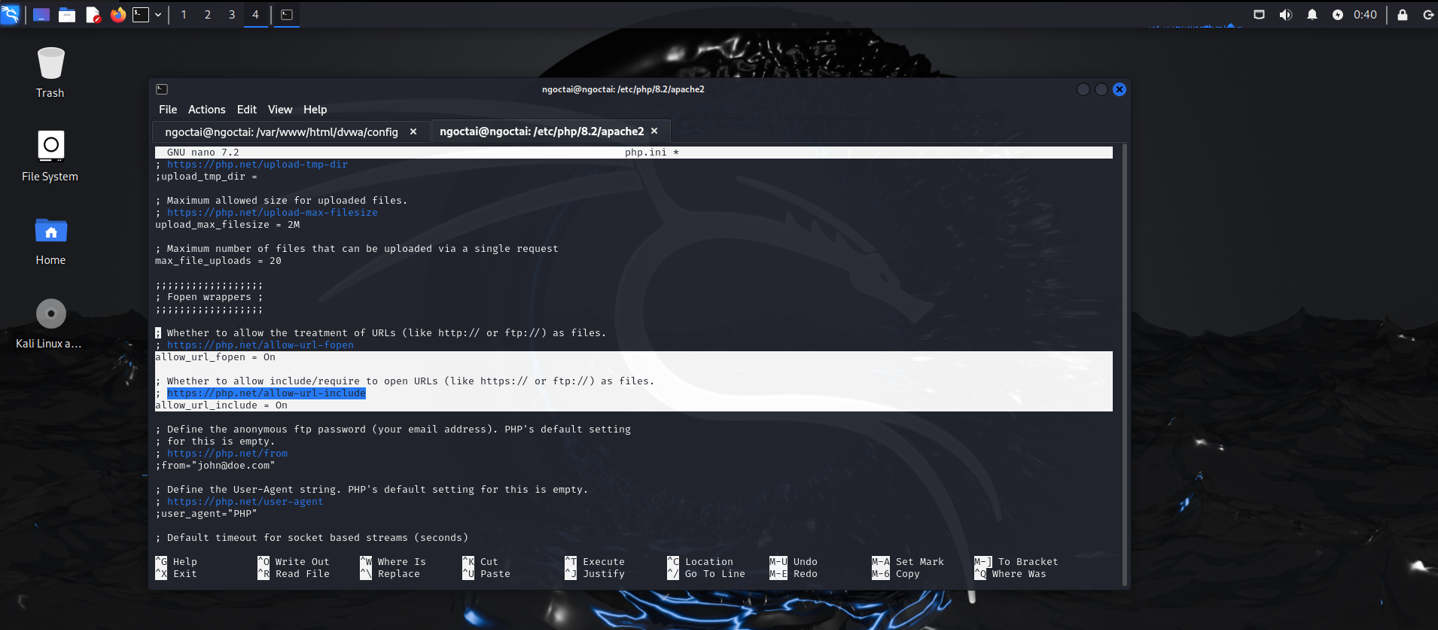 1 2 3 4 0:40
Trash
File System
Home
Kali Linux a...
ngoctai@ngoctai: /etc/php/8.2/apache2
File Actions Edit View Help
ngoctai@ngoctai: /var/www/html/dvwa/config × ngoctai@ngoctai: /etc/php/8.2/apache2 ×
GNU nano 7.2 php.ini *
; https://php.net/upload-tmp-dir
;upload_tmp_dir =
; Maximum allowed size for uploaded files.
; https://php.net/upload-max-filesize
upload_max_filesize = 2M
; Maximum number of files that can be uploaded via a single request
max_file_uploads = 20
;;;;;;;;;;;;;;;;;;
; Fopen wrappers ;
;;;;;;;;;;;;;;;;;;
; Whether to allow the treatment of URLs (like http:// or ftp://) as files.
; https://php.net/allow-url-fopen
allow_url_fopen = On
; Whether to allow include/require to open URLs (like https:// or ftp://) as files.
; https://php.net/allow-url-include
allow_url_include = On
; Define the anonymous ftp password (your email address). PHP's default setting
; for this is empty.
; https://php.net/from
;from="john@doe.com"
; Define the User-Agent string. PHP's default setting for this is empty.
; https://php.net/user-agent
;user_agent="PHP"
; Default timeout for socket based streams (seconds)
^G Help ^O Write Out ^W Where Is ^K Cut ^T Execute ^C Location M-U Undo M-A Set Mark M-] To Bracket
^X Exit ^R Read File ^\ Replace ^U Paste ^J Justify ^/ Go To Line M-E Redo M-6 Copy ^Q Where Was